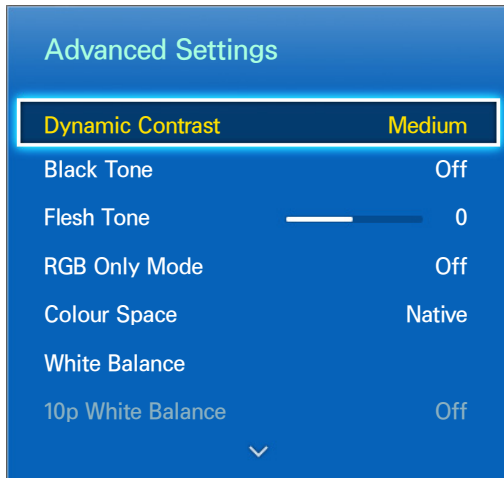 Advanced Settings
Dynamic Contrast Medium
Black Tone Off
Flesh Tone 0
RGB Only Mode Off
Colour Space Native
White Balance
10p White Balance Off